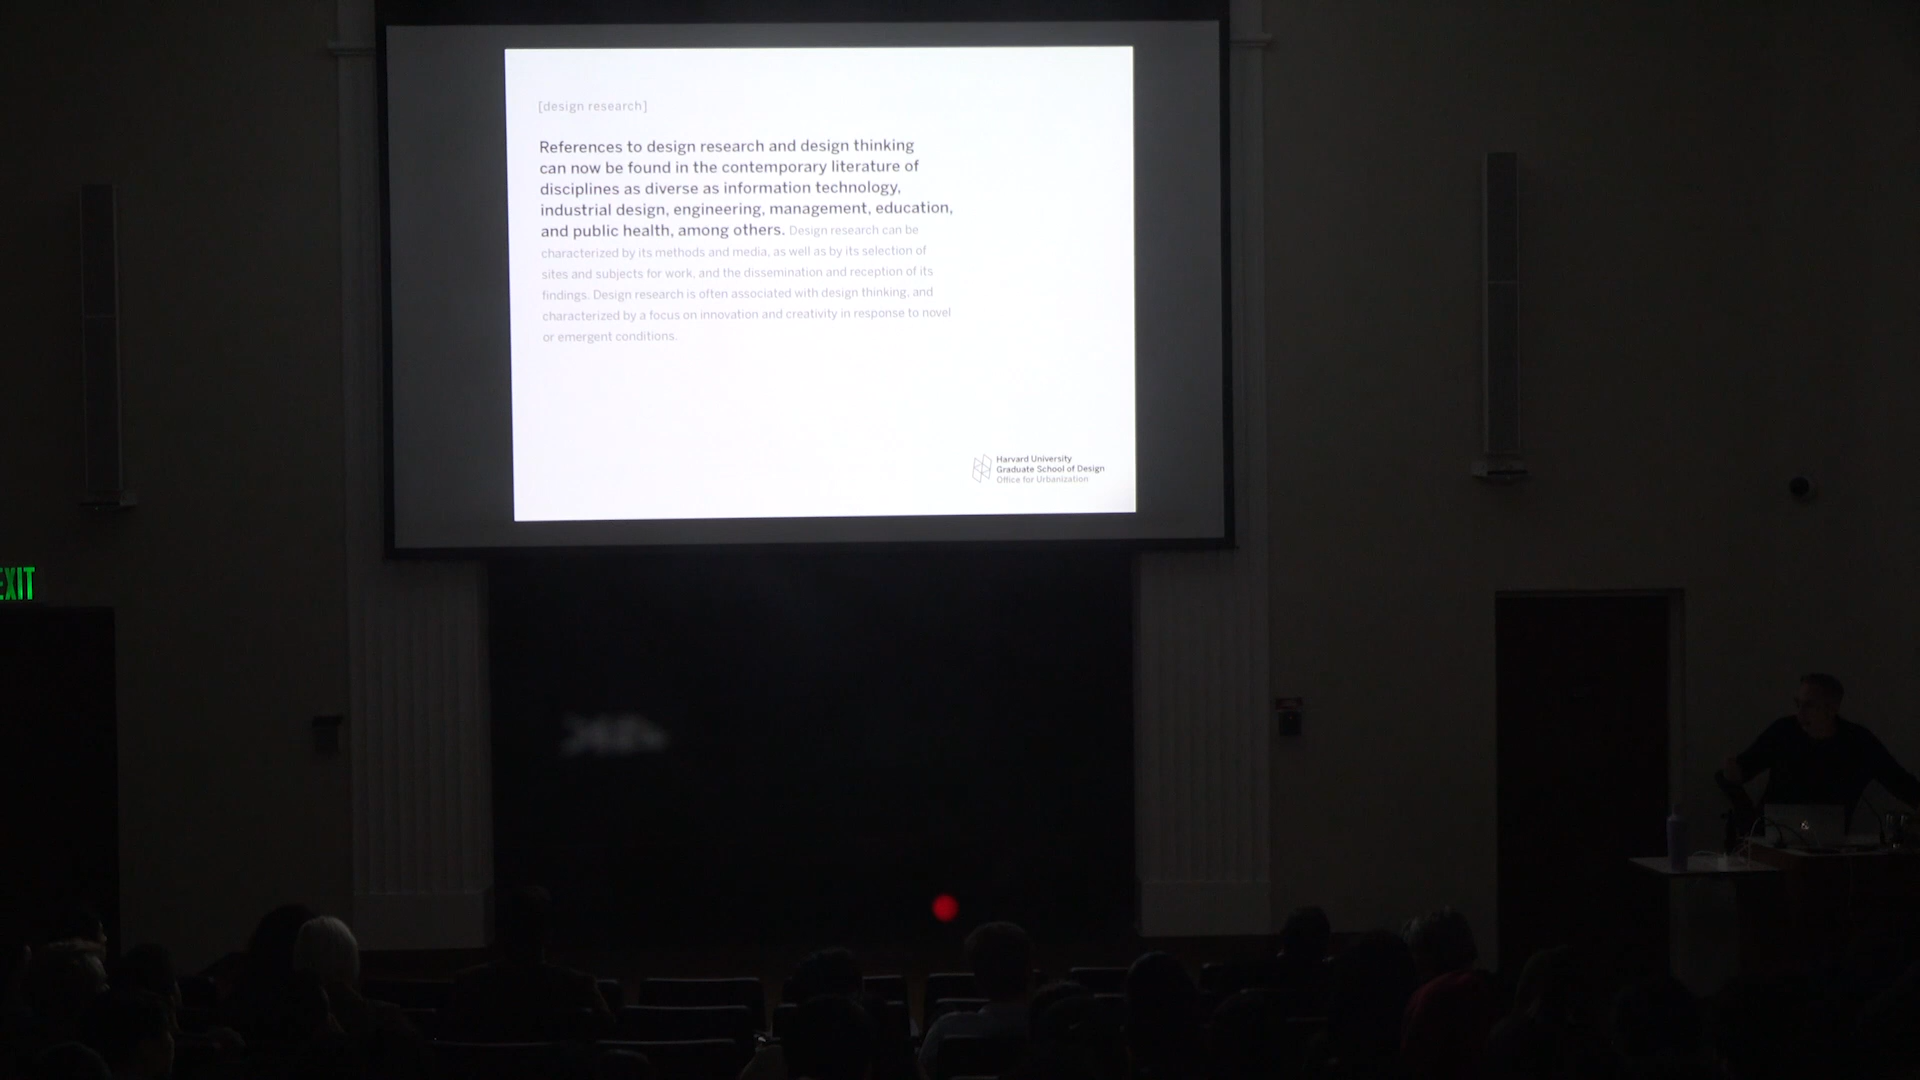 [design research]
References to design research and design thinking
can now be found in the contemporary literature of
disciplines as diverse as information technology,
industrial design, engineering, management, education,
and public health, among others. Design research can be
characterized by its methods and media, as well as by its selection of
sites and subjects for work, and the dissemination and reception of its
findings. Design research is often associated with design thinking, and
characterized by a focus on innovation and creativity in response to novel
or emergent conditions.
Harvard University
Graduate School of Design
Office for Urbanization
EXIT